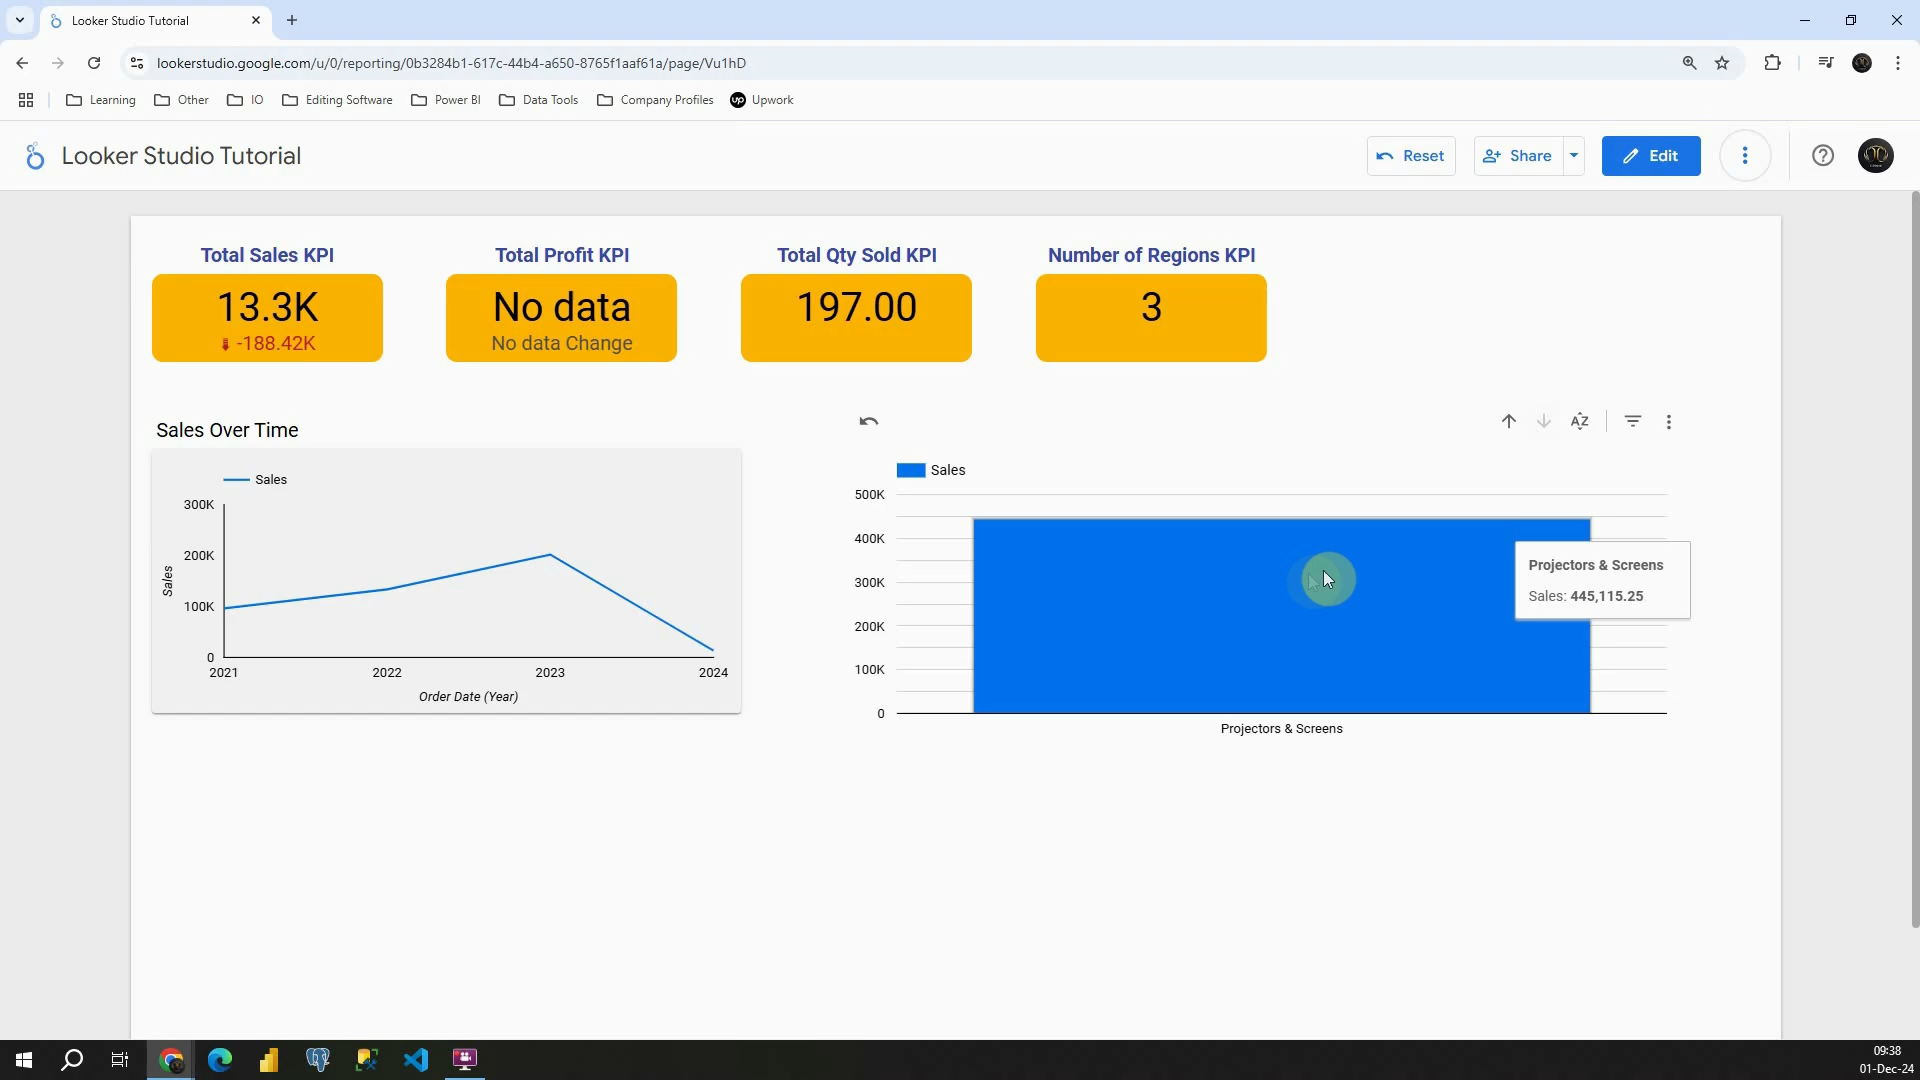 Looker Studio Tutorial
lookerstudio.google.com/u/0/reporting/0b3284b1-617c-44b4-a650-8765f1aaf61a/page/Vu1hD
Learning Other IO Editing Software Power BI Data Tools Company Profiles up Upwork
Looker Studio Tutorial Reset Share Edit
Total Sales KPI Total Profit KPI Total Qty Sold KPI Number of Regions KPI
13.3K No data 197.00 3
-188.42K No data Change
Sales Over Time
Sales
300K
200K
100K
0
Sales
2021 2022 2023 2024
Order Date (Year)
AZ
Sales
500K
400K
300K
200K
100K
0
Projectors & Screens
Sales: 445,115.25
Projectors & Screens
09:38
01-Dec-24